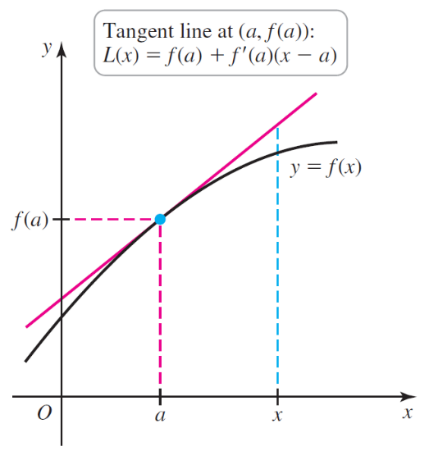 Tangent line at (a, f(a)):
L(x) = f(a) + f'(a)(x − a)
y
y = f(x)
f(a)
O
a
x
x